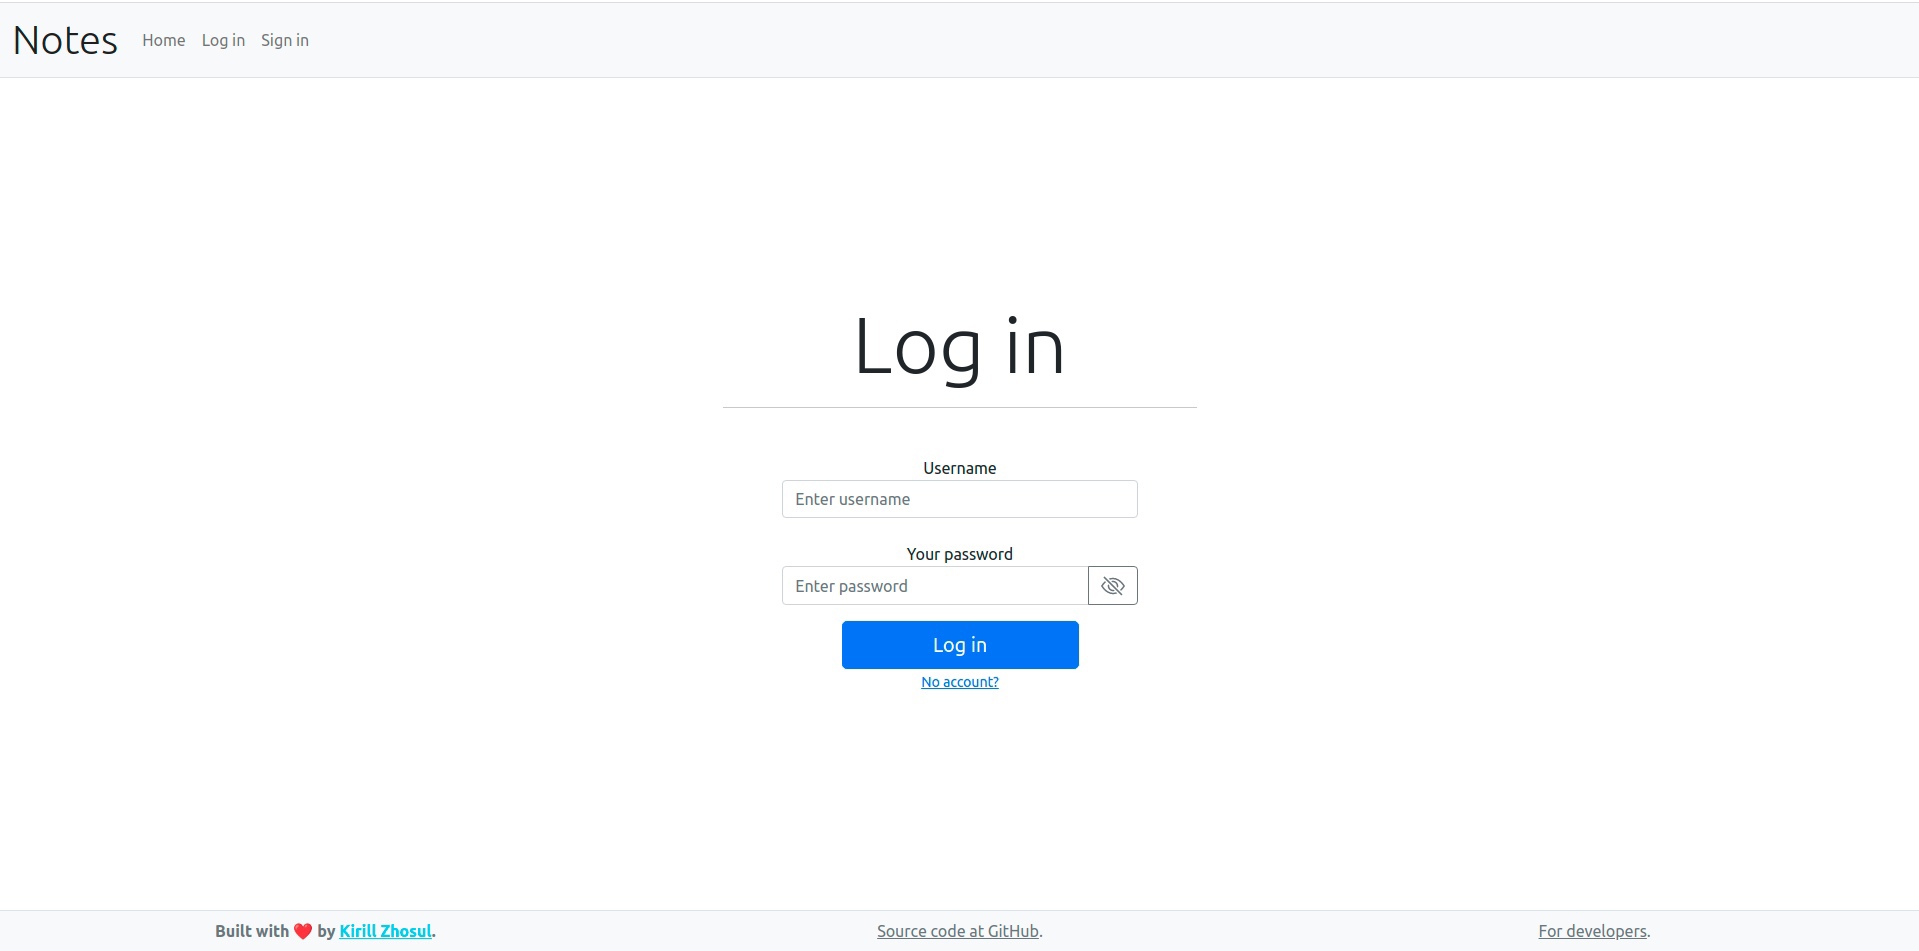 Notes Home Log in Sign in
Log in
Username
Enter username
Your password
Enter password
Log in
No account?
Built with ❤️ by Kirill Zhosul. Source code at GitHub. For developers.